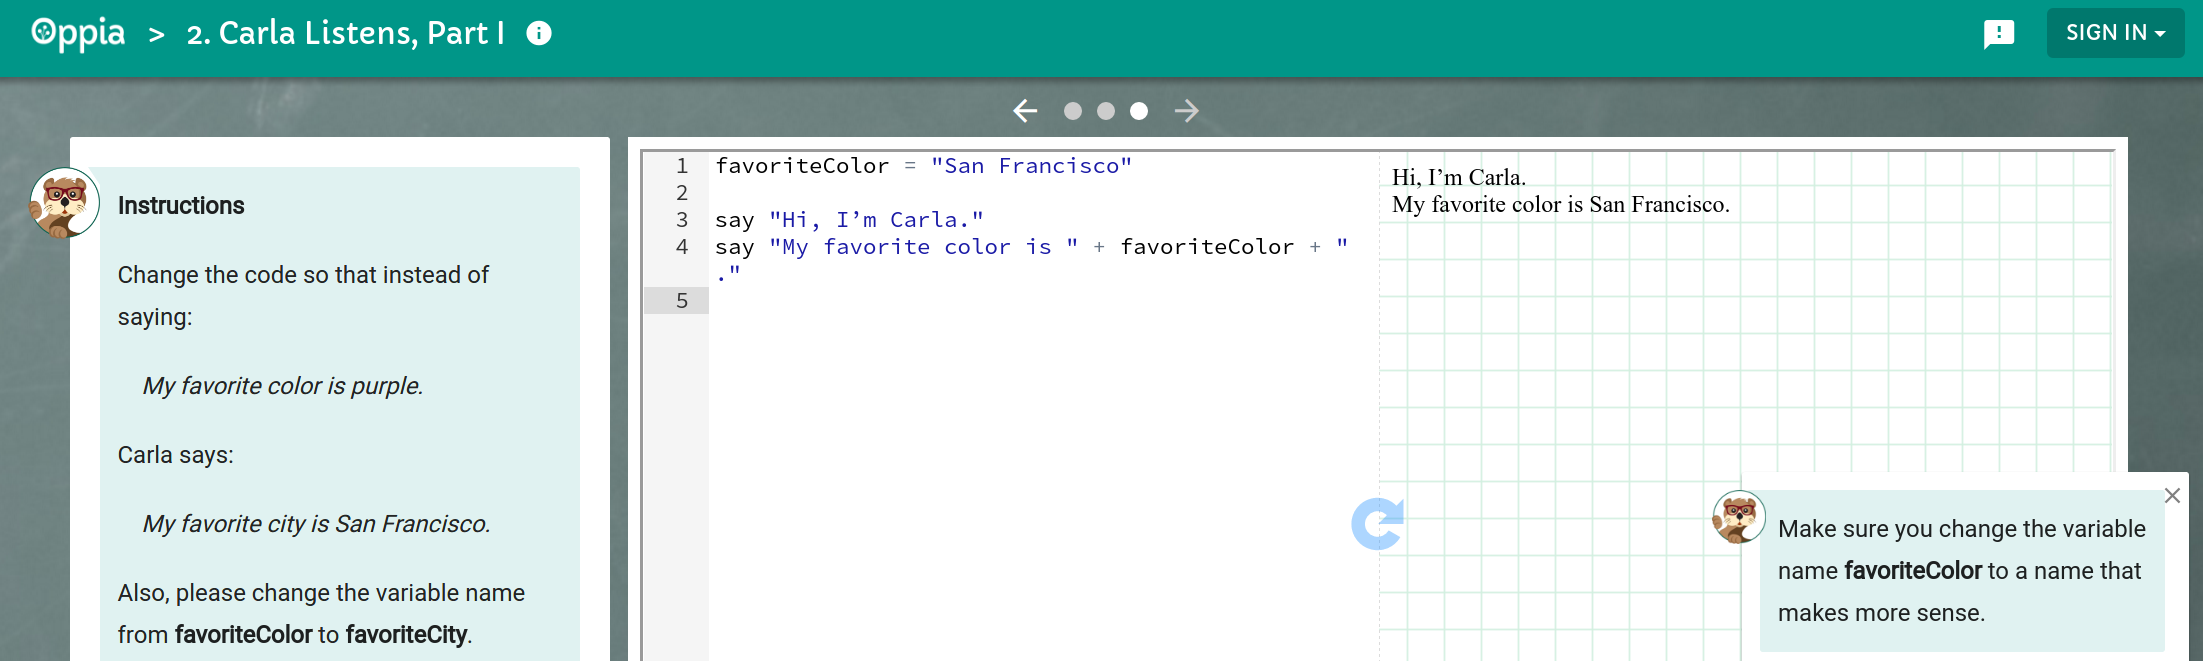 Oppia > 2. Carla Listens, Part I
SIGN IN
Instructions
Change the code so that instead of
saying:
My favorite color is purple.
Carla says:
My favorite city is San Francisco.
Also, please change the variable name
from favoriteColor to favoriteCity.
1 favoriteColor = "San Francisco"
2
3 say "Hi, I’m Carla."
4 say "My favorite color is " + favoriteColor + "
."
5
Hi, I’m Carla.
My favorite color is San Francisco.
Make sure you change the variable
name favoriteColor to a name that
makes more sense.